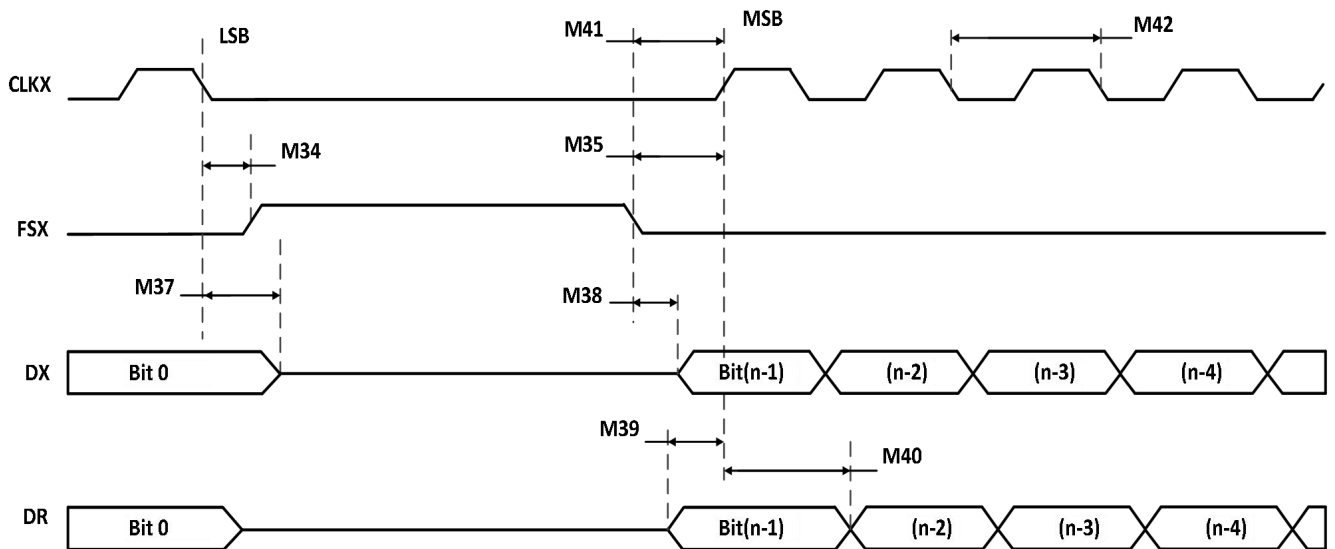 LSB
M41
MSB
M42
CLKX
M34
M35
FSX
M37
M38
DX
Bit 0
Bit(n-1)
(n-2)
(n-3)
(n-4)
M39
M40
DR
Bit 0
Bit(n-1)
(n-2)
(n-3)
(n-4)